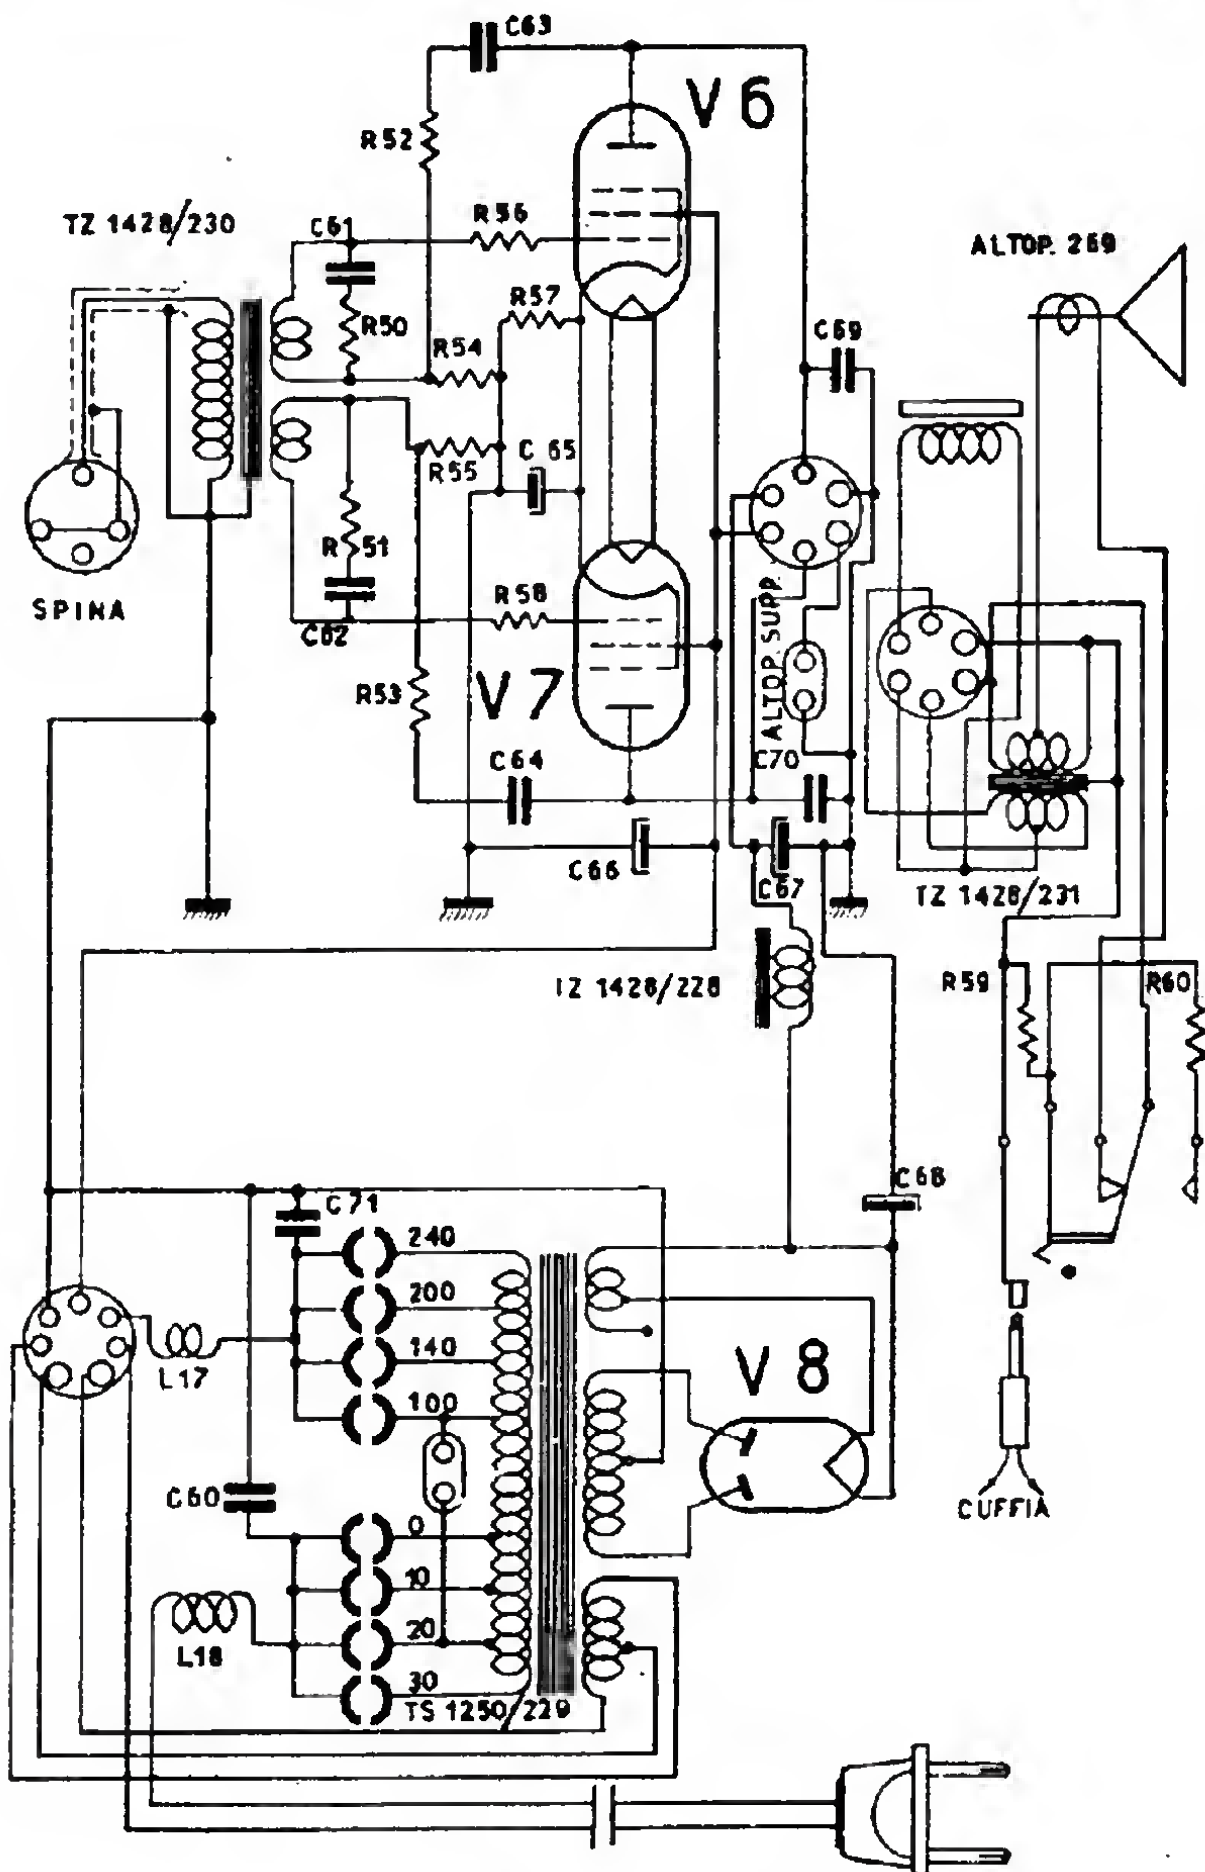 C63
V6
R52
TZ 1428/230
C61
R56
ALTOP. 269
R57
C69
R50
R54
C 65
R55
R 51
SPINA
R58
C62
ALTOP. SUPP.
R53
V7
C64
C70
C66
C67
TZ 1428/231
TZ 1428/228
R59
R60
C68
C71
240
200
140
L17
V 8
100
C60
0
CUFFIA
10
20
L18
30
TS 1250/229